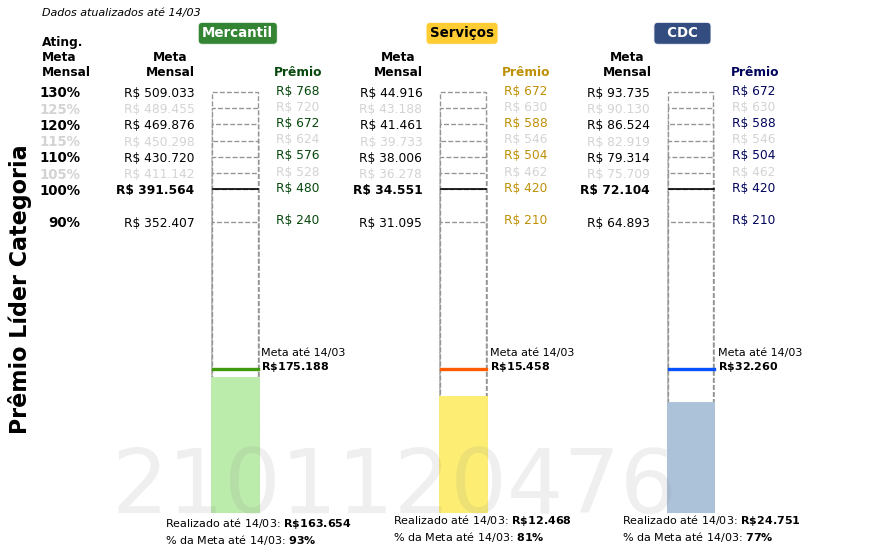 Dados atualizados até 14/03
Mercantil Serviços CDC
Ating.
Meta
Mensal
Meta
Mensal
Prêmio
Meta
Mensal
Prêmio
Meta
Mensal
Prêmio
130% R$ 509.033 R$ 768 R$ 44.916 R$ 672 R$ 93.735 R$ 672
125% R$ 489.455 R$ 720 R$ 43.188 R$ 630 R$ 90.130 R$ 630
120% R$ 469.876 R$ 672 R$ 41.461 R$ 588 R$ 86.524 R$ 588
115% R$ 450.298 R$ 624 R$ 39.733 R$ 546 R$ 82.919 R$ 546
110% R$ 430.720 R$ 576 R$ 38.006 R$ 504 R$ 79.314 R$ 504
105% R$ 411.142 R$ 528 R$ 36.278 R$ 462 R$ 75.709 R$ 462
100% R$ 391.564 R$ 480 R$ 34.551 R$ 420 R$ 72.104 R$ 420
90% R$ 352.407 R$ 240 R$ 31.095 R$ 210 R$ 64.893 R$ 210
Prêmio Líder Categoria
Meta até 14/03
R$175.188
Meta até 14/03
R$15.458
Meta até 14/03
R$32.260
2101120476
Realizado até 14/03: R$163.654
% da Meta até 14/03: 93%
Realizado até 14/03: R$12.468
% da Meta até 14/03: 81%
Realizado até 14/03: R$24.751
% da Meta até 14/03: 77%